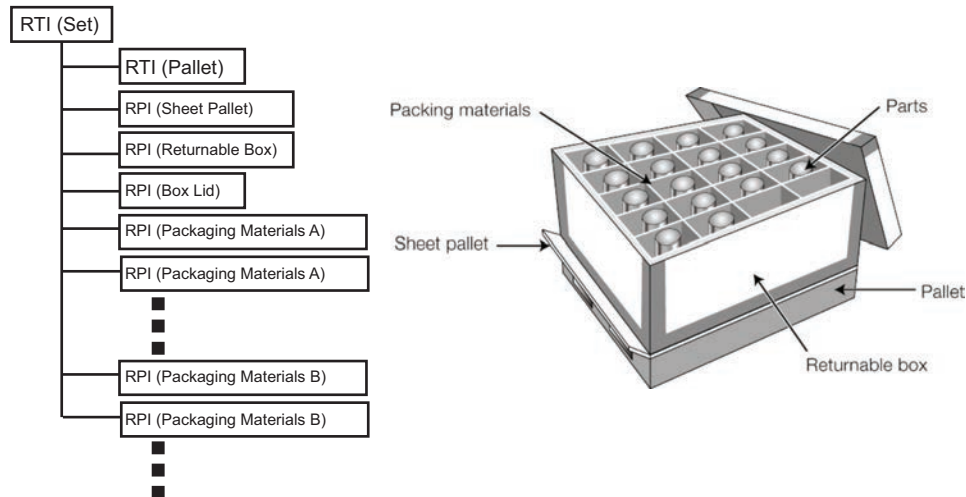 RTI (Set)
RTI (Pallet)
RPI (Sheet Pallet)
RPI (Returnable Box)
RPI (Box Lid)
RPI (Packaging Materials A)
RPI (Packaging Materials A)
RPI (Packaging Materials B)
RPI (Packaging Materials B)
Packing materials
Parts
Sheet pallet
Pallet
Returnable box